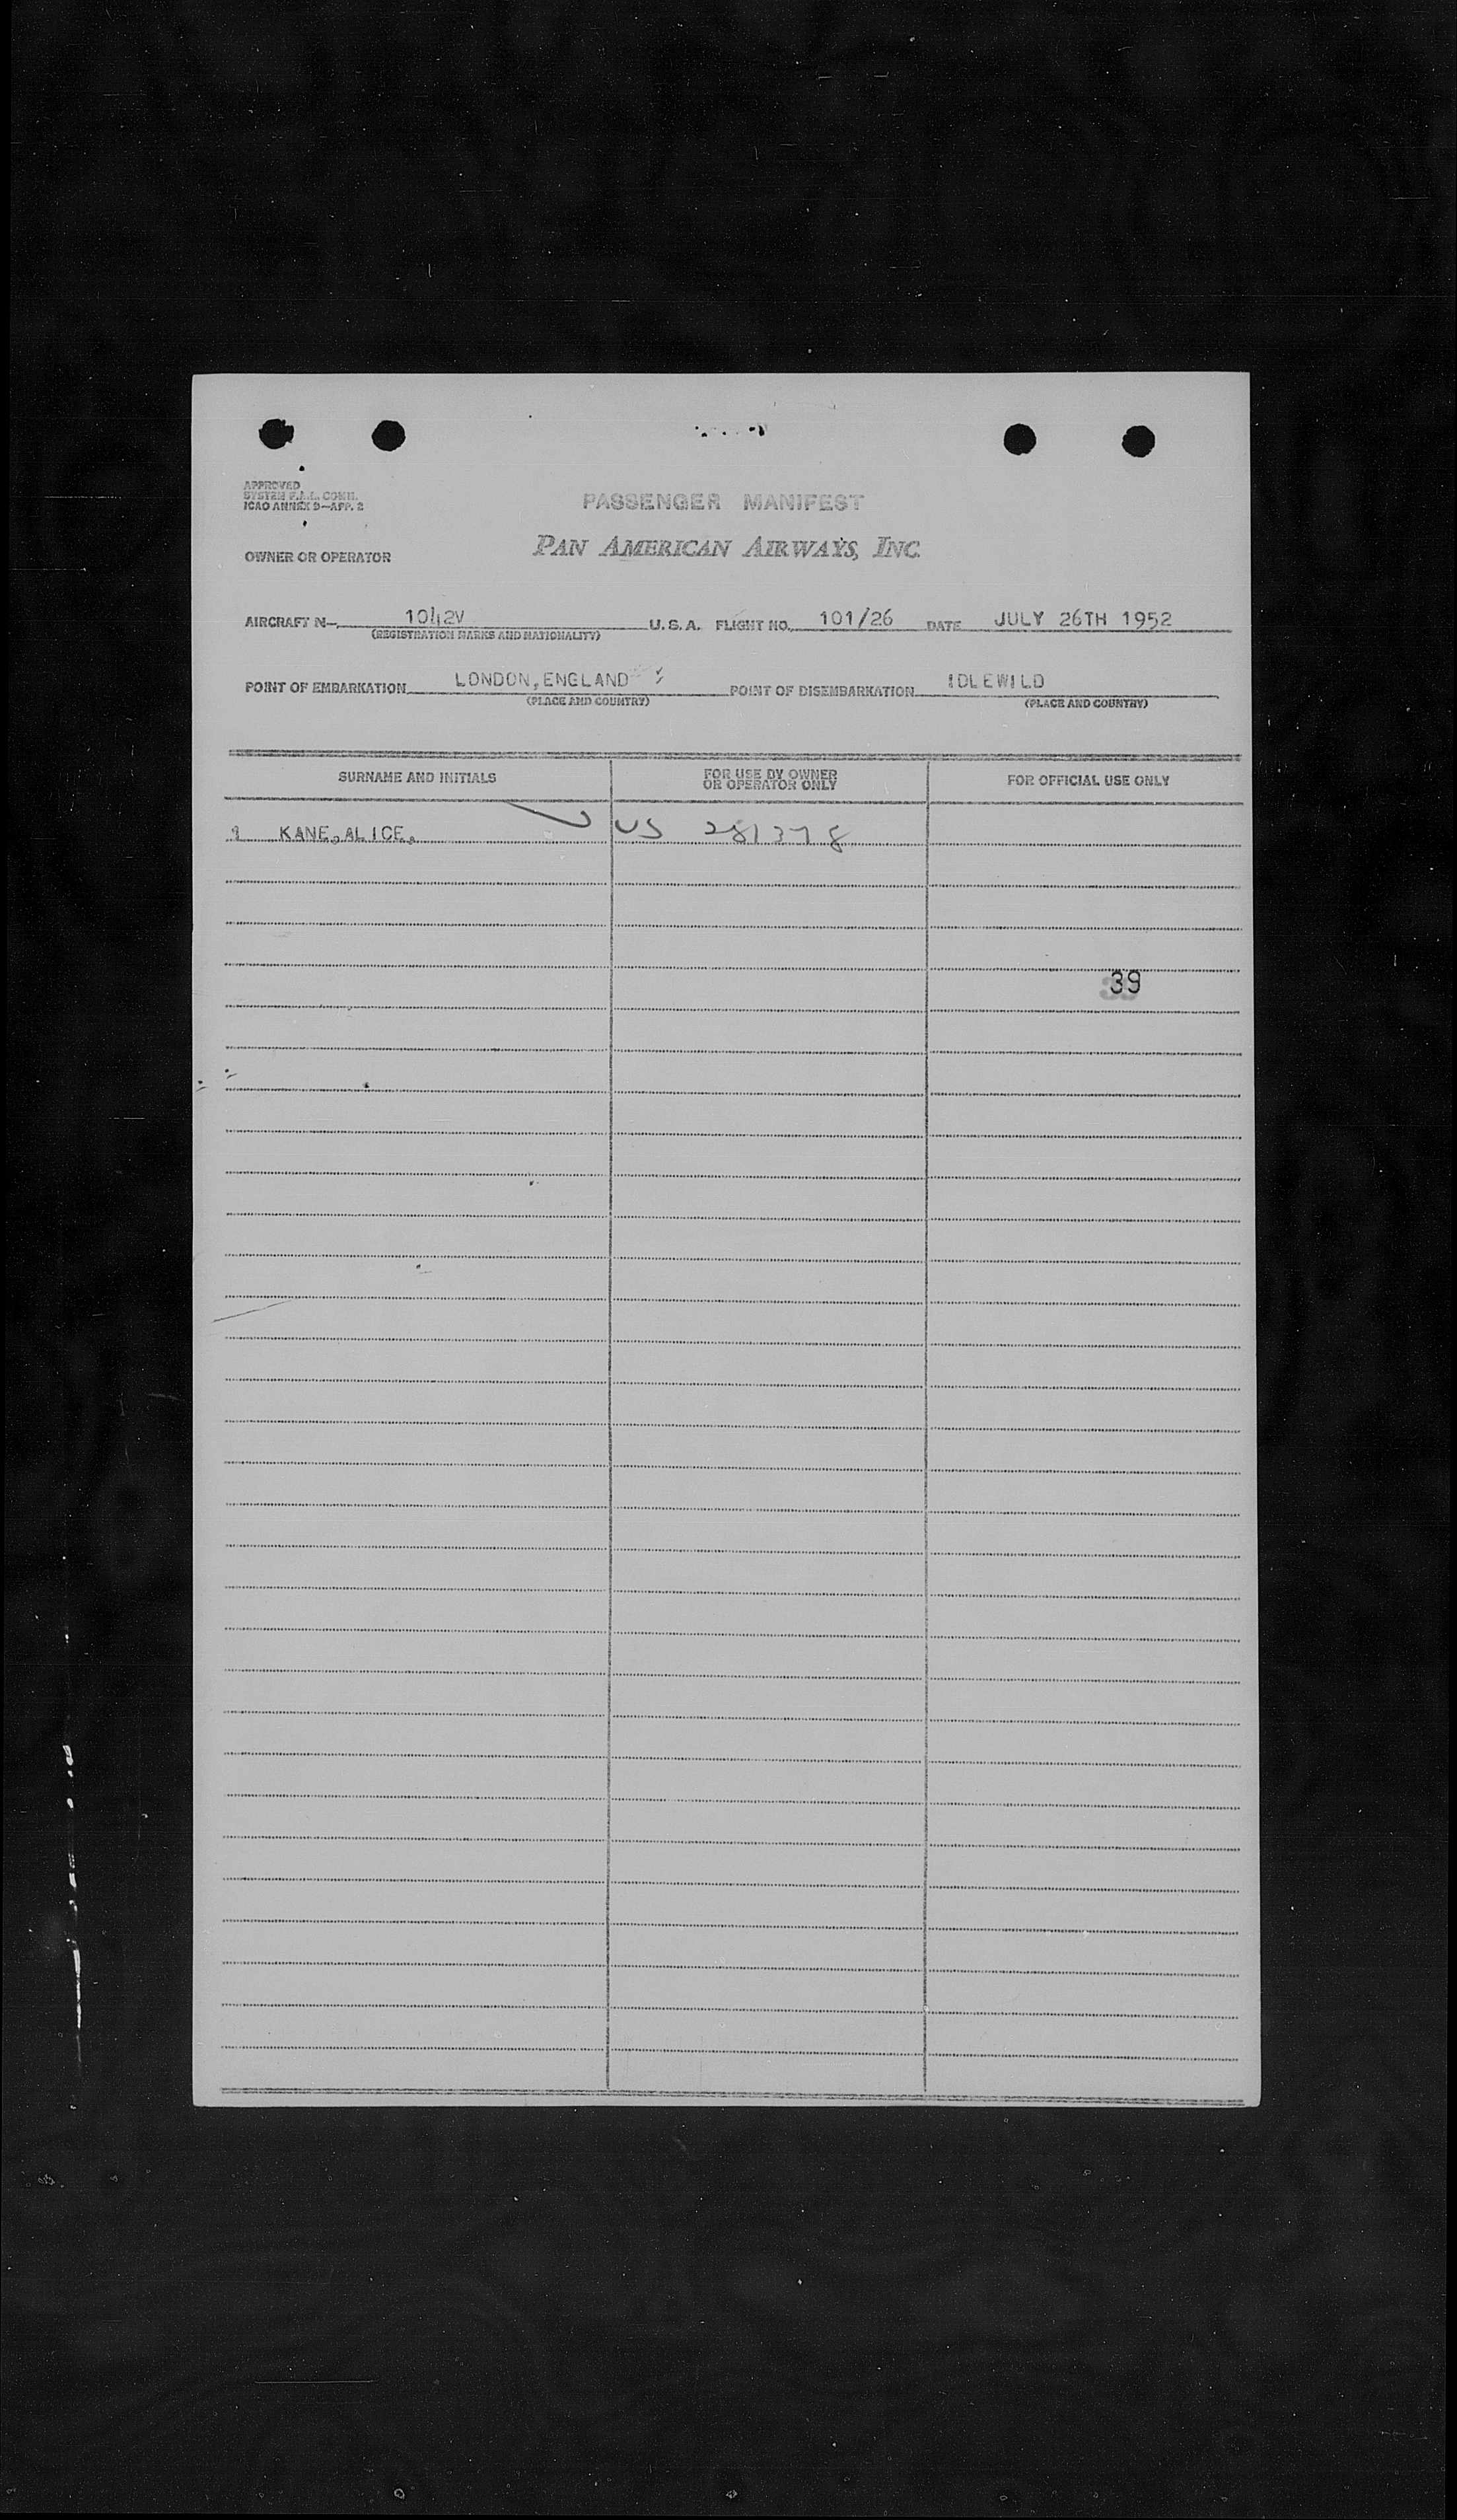 APPROVED
SYSTEM F.A.L. COMM.
ICAO ANNEX 9—APP. 2
PASSENGER MANIFEST
OWNER OR OPERATOR
PAN AMERICAN AIRWAYS, INC.
AIRCRAFT N— 1042V U.S.A. FLIGHT NO. 101/26 DATE JULY 26TH 1952
(REGISTRATION MARKS AND NATIONALITY)
POINT OF EMBARKATION LONDON, ENGLAND POINT OF DISEMBARKATION IDLEWILD
(PLACE AND COUNTRY) (PLACE AND COUNTRY)
SURNAME AND INITIALS FOR USE BY OWNER OR OPERATOR ONLY FOR OFFICIAL USE ONLY
1 KANE, ALICE, US 281378
39